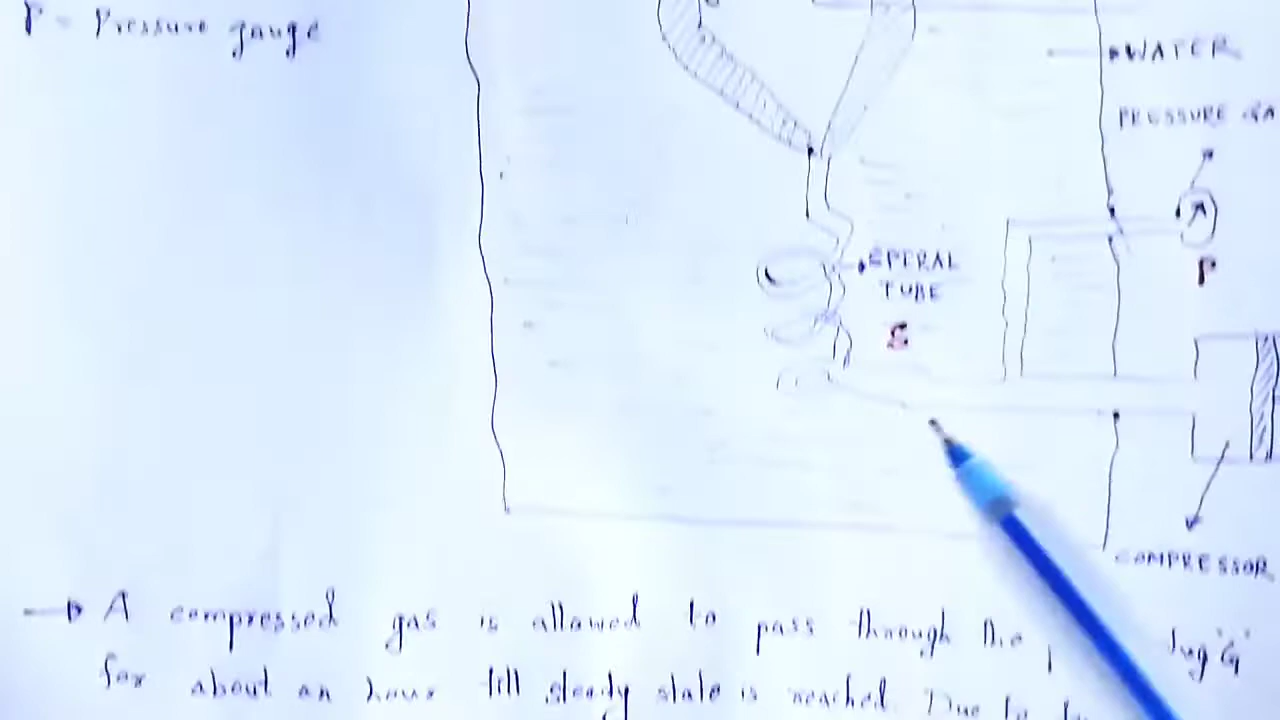 P - Pressure gauge
WATER
PRESSURE GA
P
SPIRAL
TUBE
S
COMPRESSOR
→ A compressed gas is allowed to pass through the
for about an hour till steady state is reached. Due to